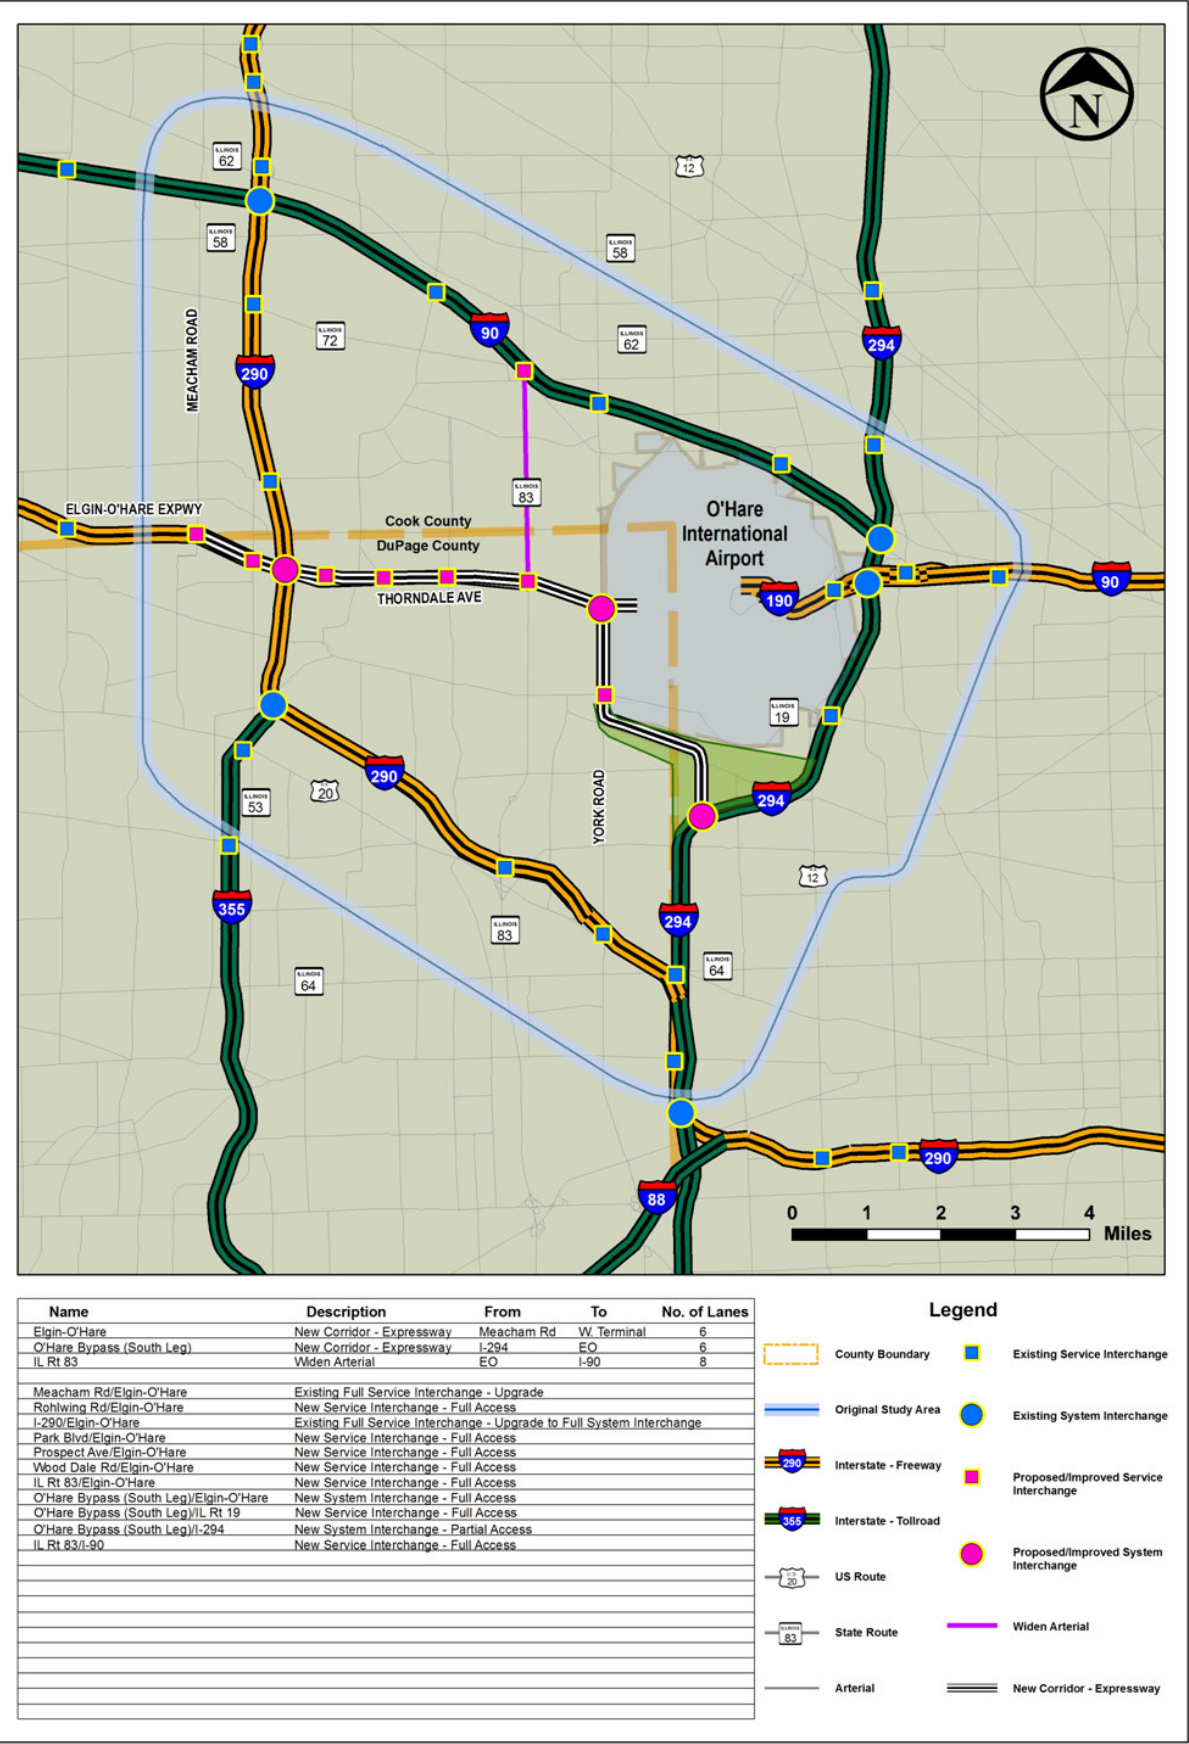 N
ILLINOIS 62
U.S. 12
ILLINOIS 58
ILLINOIS 58
MEACHAM ROAD
ILLINOIS 72
90
ILLINOIS 62
294
290
ILLINOIS 83
ELGIN-O'HARE EXPWY
O'Hare
International
Airport
Cook County
DuPage County
THORNDALE AVE
190
90
ILLINOIS 19
290
U.S. 20
294
ILLINOIS 53
YORK ROAD
U.S. 12
355
294
ILLINOIS 83
ILLINOIS 64
ILLINOIS 64
290
88
0 1 2 3 4
Miles
Name Description From To No. of Lanes
Elgin-O'Hare New Corridor - Expressway Meacham Rd W. Terminal 6
O'Hare Bypass (South Leg) New Corridor - Expressway I-294 EO 6
IL Rt 83 Widen Arterial EO I-90 8
Meacham Rd/Elgin-O'Hare Existing Full Service Interchange - Upgrade
Rohlwing Rd/Elgin-O'Hare New Service Interchange - Full Access
I-290/Elgin-O'Hare Existing Full Service Interchange - Upgrade to Full System Interchange
Park Blvd/Elgin-O'Hare New Service Interchange - Full Access
Prospect Ave/Elgin-O'Hare New Service Interchange - Full Access
Wood Dale Rd/Elgin-O'Hare New Service Interchange - Full Access
IL Rt 83/Elgin-O'Hare New Service Interchange - Full Access
O'Hare Bypass (South Leg)/Elgin-O'Hare New System Interchange - Full Access
O'Hare Bypass (South Leg)/IL Rt 19 New Service Interchange - Full Access
O'Hare Bypass (South Leg)/I-294 New System Interchange - Partial Access
IL Rt 83/I-90 New Service Interchange - Full Access
Legend
County Boundary
Original Study Area
290 Interstate - Freeway
355 Interstate - Tollroad
U.S. 20 US Route
ILLINOIS 83 State Route
Arterial
Existing Service Interchange
Existing System Interchange
Proposed/Improved Service
Interchange
Proposed/Improved System
Interchange
Widen Arterial
New Corridor - Expressway